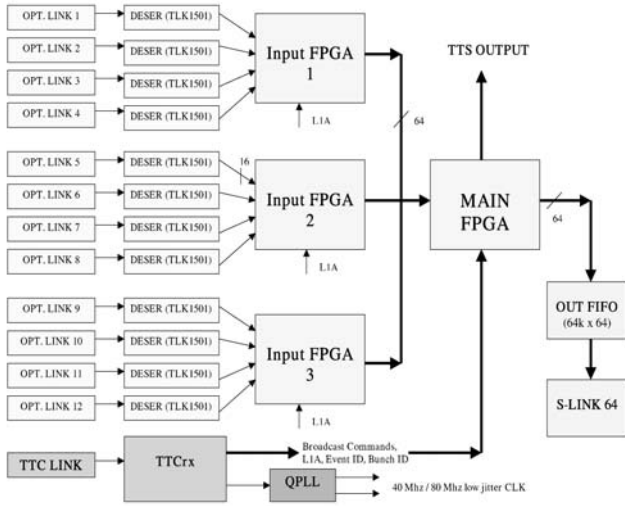 OPT. LINK 1
DESER (TLK1501)
OPT. LINK 2
DESER (TLK1501)
OPT. LINK 3
DESER (TLK1501)
OPT. LINK 4
DESER (TLK1501)
Input FPGA
1
L1A
64
TTS OUTPUT
OPT. LINK 5
DESER (TLK1501)
16
OPT. LINK 6
DESER (TLK1501)
OPT. LINK 7
DESER (TLK1501)
OPT. LINK 8
DESER (TLK1501)
Input FPGA
2
L1A
MAIN
FPGA
64
OPT. LINK 9
DESER (TLK1501)
OPT. LINK 10
DESER (TLK1501)
OPT. LINK 11
DESER (TLK1501)
OPT. LINK 12
DESER (TLK1501)
Input FPGA
3
L1A
OUT FIFO
(64k x 64)
S-LINK 64
TTC LINK
TTCrx
Broadcast Commands,
L1A, Event ID, Bunch ID
QPLL
40 Mhz / 80 Mhz low jitter CLK